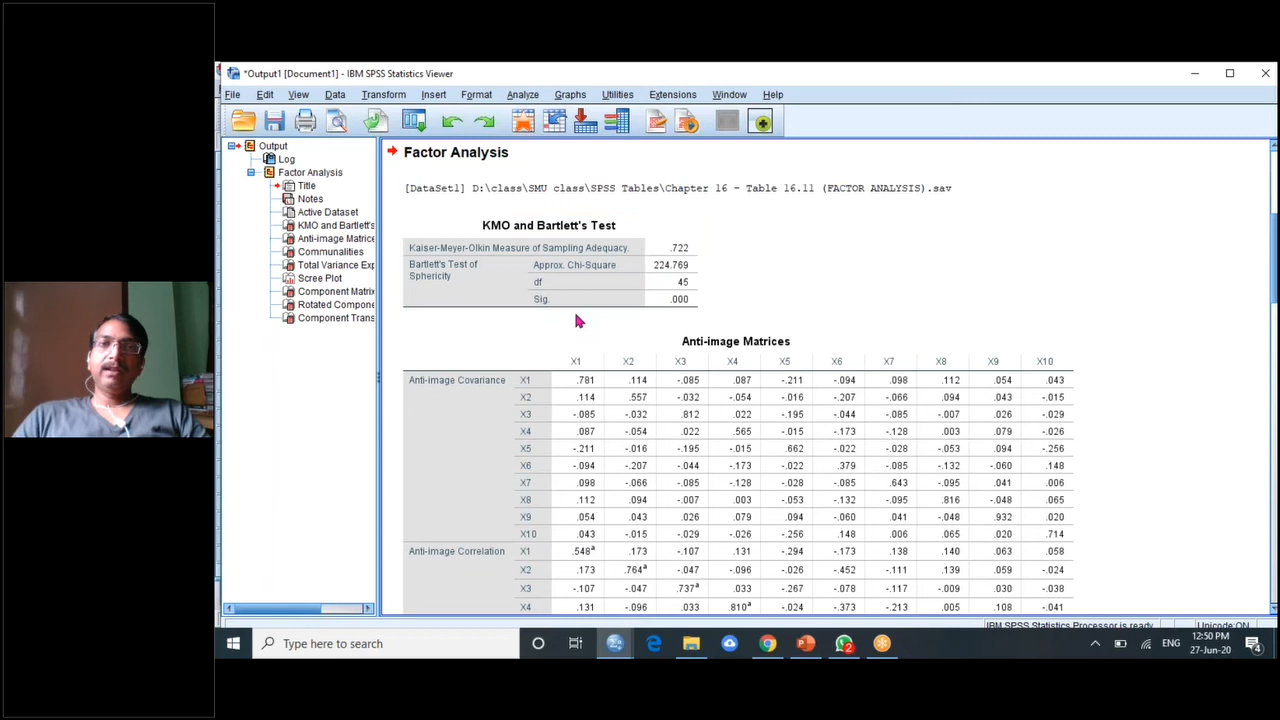 *Output1 [Document1] - IBM SPSS Statistics Viewer
File Edit View Data Transform Insert Format Analyze Graphs Utilities Extensions Window Help
Output
Log
Factor Analysis
Title
Notes
Active Dataset
KMO and Bartlett's
Anti-image Matrice
Communalities
Total Variance Exp
Scree Plot
Component Matrix
Rotated Compone
Component Trans
Factor Analysis
[DataSet1] D:\class\SMU class\SPSS Tables\Chapter 16 - Table 16.11 (FACTOR ANALYSIS).sav
KMO and Bartlett's Test
Kaiser-Meyer-Olkin Measure of Sampling Adequacy. .722
Bartlett's Test of Sphericity Approx. Chi-Square 224.769
df 45
Sig. .000
Anti-image Matrices
X1 X2 X3 X4 X5 X6 X7 X8 X9 X10
Anti-image Covariance X1 .781 .114 -.085 .087 -.211 -.094 .098 .112 .054 .043
X2 .114 .557 -.032 -.054 -.016 -.207 -.066 .094 .043 -.015
X3 -.085 -.032 .812 .022 -.195 -.044 -.085 -.007 .026 -.029
X4 .087 -.054 .022 .565 -.015 -.173 -.128 .003 .079 -.026
X5 -.211 -.016 -.195 -.015 .662 -.022 -.028 -.053 .094 -.256
X6 -.094 -.207 -.044 -.173 -.022 .379 -.085 -.132 -.060 .148
X7 .098 -.066 -.085 -.128 -.028 -.085 .643 -.095 .041 .006
X8 .112 .094 -.007 .003 -.053 -.132 -.095 .816 -.048 .065
X9 .054 .043 .026 .079 .094 -.060 .041 -.048 .932 .020
X10 .043 -.015 -.029 -.026 -.256 .148 .006 .065 .020 .714
Anti-image Correlation X1 .548a .173 -.107 .131 -.294 -.173 .138 .140 .063 .058
X2 .173 .764a -.047 -.096 -.026 -.452 -.111 .139 .059 -.024
X3 -.107 -.047 .737a .033 -.267 -.078 -.117 -.009 .030 -.038
X4 .131 -.096 .033 .810a -.024 -.373 -.213 .005 .108 -.041
IBM SPSS Statistics Processor is ready Unicode:ON
Type here to search
2
ENG
12:50 PM
27-Jun-20
4